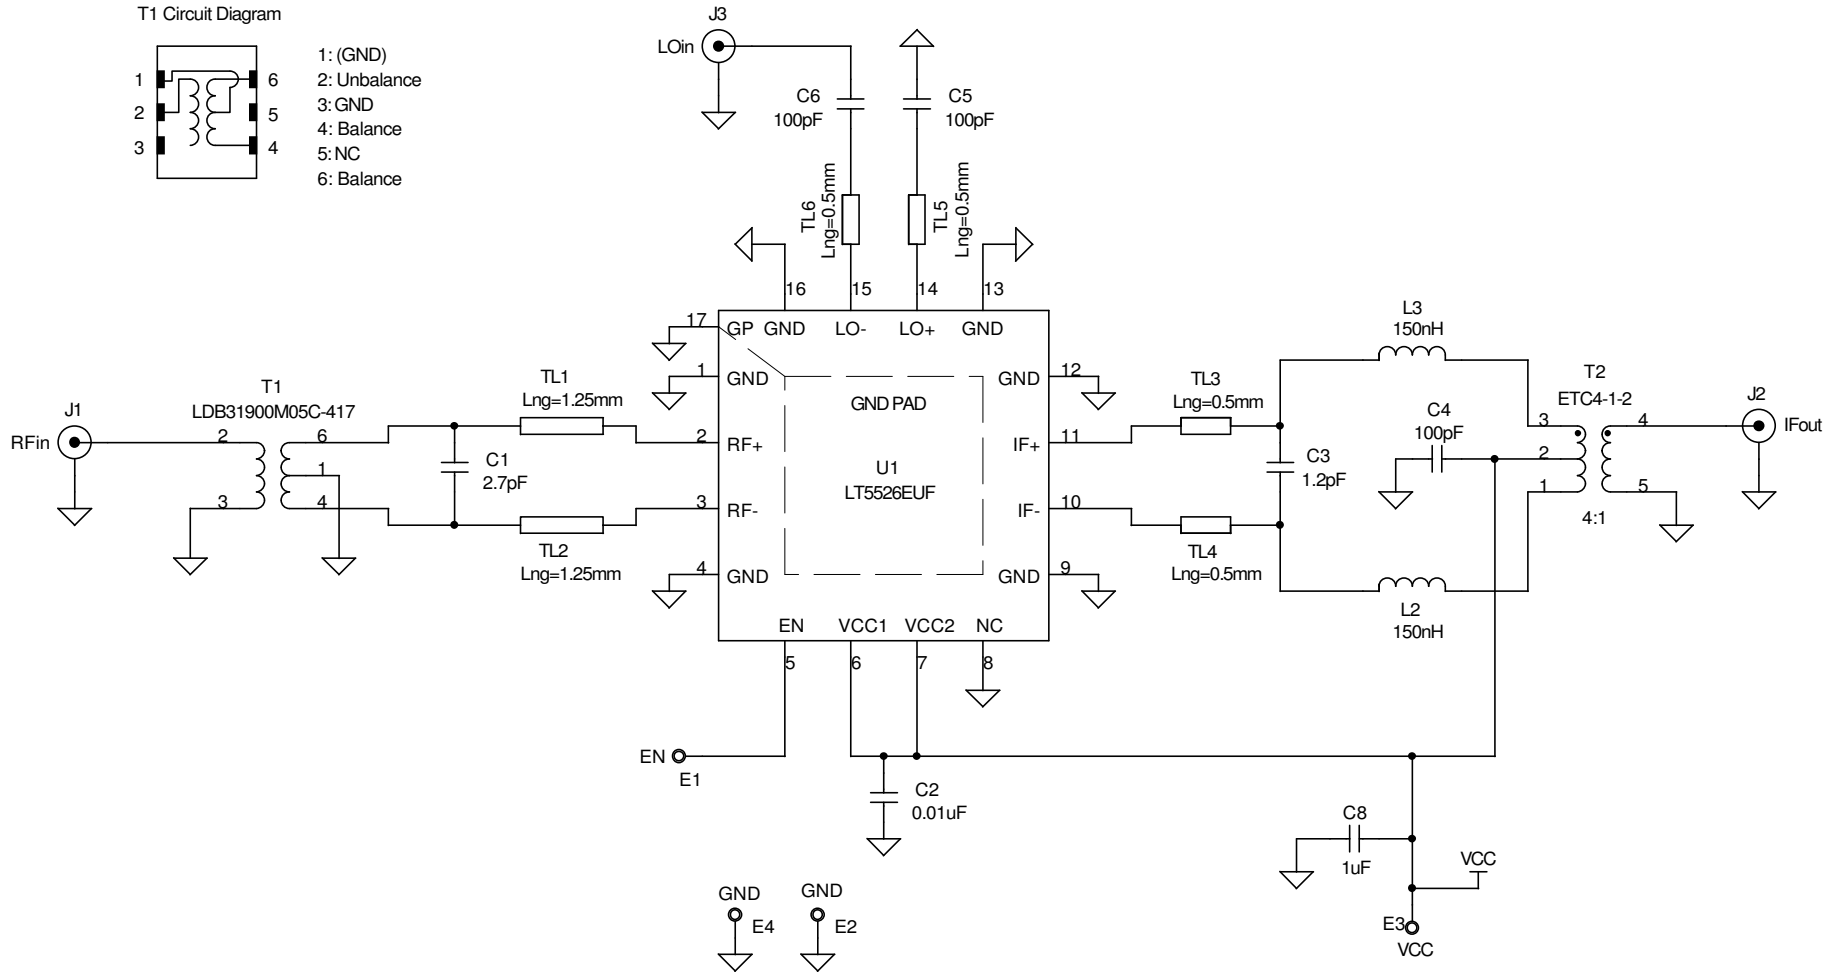 T1 Circuit Diagram
1
2
3
6
5
4
1: (GND)
2: Unbalance
3: GND
4: Balance
5: NC
6: Balance
J3
LOin
C6
100pF
C5
100pF
TL6
Lng=0.5mm
TL5
Lng=0.5mm
16
15
14
13
17
GP
GND
LO-
LO+
GND
1
GND
GND
12
GND PAD
2
RF+
IF+
11
U1
LT5526EUF
3
RF-
IF-
10
4
GND
GND
9
EN
VCC1
VCC2
NC
5
6
7
8
J1
RFin
T1
LDB31900M05C-417
2
3
6
1
4
C1
2.7pF
TL1
Lng=1.25mm
TL2
Lng=1.25mm
TL3
Lng=0.5mm
TL4
Lng=0.5mm
C3
1.2pF
L3
150nH
L2
150nH
C4
100pF
T2
ETC4-1-2
3
2
1
4
5
4:1
J2
IFout
EN
E1
C2
0.01uF
C8
1uF
VCC
E3
VCC
GND
E4
GND
E2